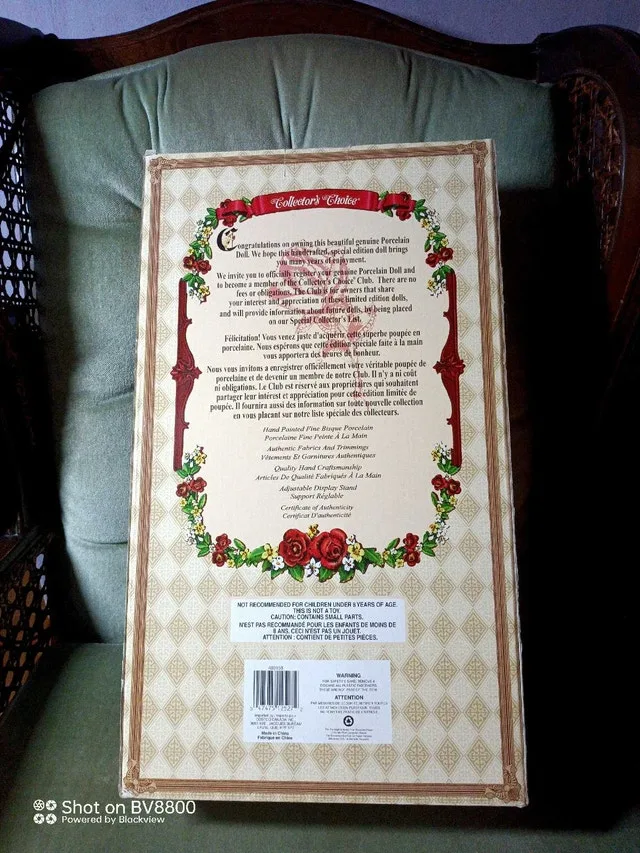 Collector's Choice
Congratulations on owning this beautiful genuine Porcelain
Doll. We hope this handcrafted, special edition doll brings
you many years of enjoyment.
We invite you to officially register your genuine Porcelain Doll and
to become a member of the Collector's Choice Club. There are no
fees or obligations. The Club is for owners that share
your interest and appreciation of these limited edition dolls,
and will provide information about future dolls, by being placed
on our Special Collector's List.
Félicitation! Vous venez juste d'acquérir cette superbe poupée en
porcelaine. Nous espérons que cette édition spéciale faite à la main
vous apportera des heures de bonheur.
Nous vous invitons a enregistrer officiellement votre véritable poupée de
porcelaine et de devenir un membre de notre Club. Il n'y a ni coût
ni obligations. Le Club est réservé aux propriétaires qui souhaitent
partager leur intérêt et appréciation pour cette édition limitée de
poupée. Il fournira aussi des information sur toute nouvelle collection
en vous placant sur notre liste spéciale des collecteurs.
Hand Painted Fine Bisque Porcelain
Porcelaine Fine Peinte À La Main
Authentic Fabrics And Trimmings
Vêtements Et Garnitures Authentiques
Quality Hand Craftsmanship
Articles De Qualité Fabriqués À La Main
Adjustable Display Stand
Support Réglable
Certificate of Authenticity
Certificat D'authenticité
NOT RECOMMENDED FOR CHILDREN UNDER 8 YEARS OF AGE
THIS IS NOT A TOY.
CAUTION: CONTAINS SMALL PARTS.
N'EST PAS RECOMMANDÉ POUR LES ENFANTS DE MOINS DE
8 ANS. CECI N'EST PAS UN JOUET.
ATTENTION : CONTIENT DE PETITES PIECES.
WARNING
ATTENTION
Made in China
Fabriqué en Chine
Shot on BV8800
Powered by Blackview